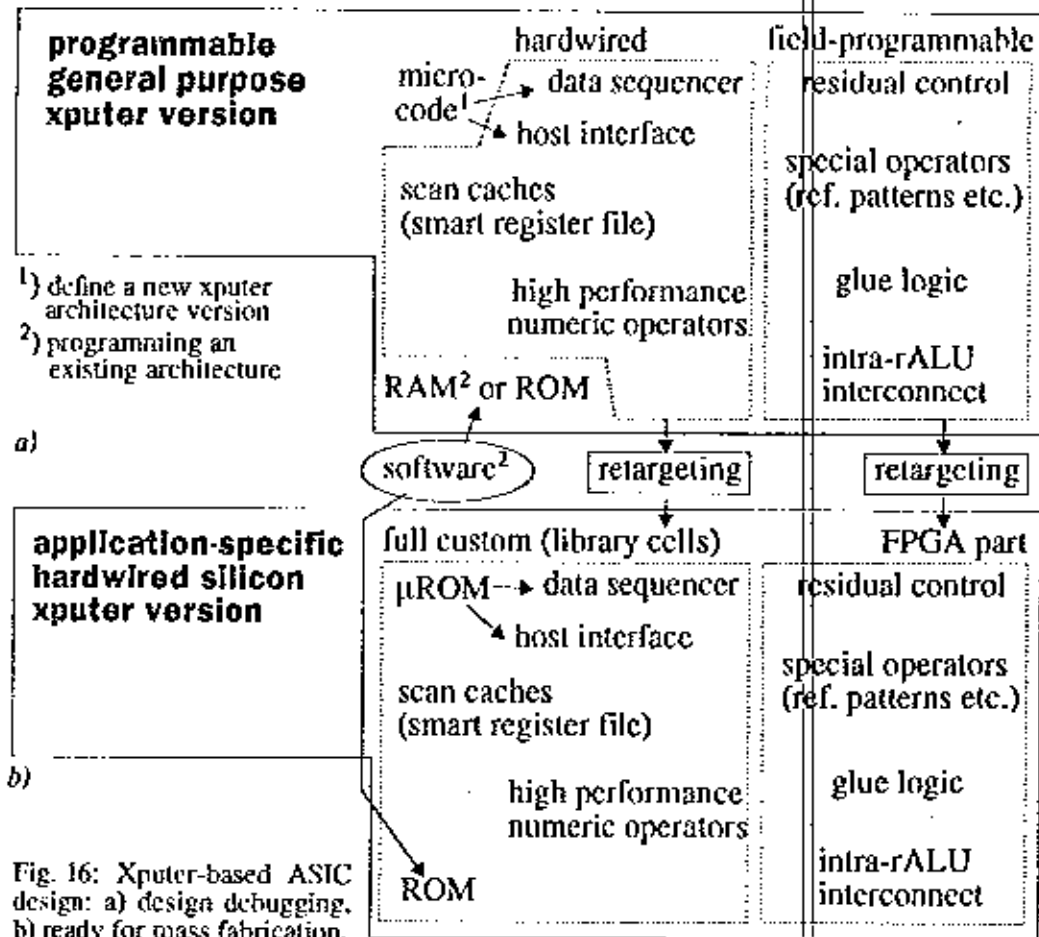 programmable
general purpose
xputer version
hardwired
micro-
code1
data sequencer
host interface
scan caches
(smart register file)
high performance
numeric operators
RAM2 or ROM
field-programmable
residual control
special operators
(ref. patterns etc.)
glue logic
intra-rALU
interconnect
1) define a new xputer
architecture version
2) programming an
existing architecture
a)
software2
retargeting
retargeting
application-specific
hardwired silicon
xputer version
full custom (library cells)
μROM
data sequencer
host interface
scan caches
(smart register file)
high performance
numeric operators
ROM
FPGA part
residual control
special operators
(ref. patterns etc.)
glue logic
intra-rALU
interconnect
b)
Fig. 16: Xputer-based ASIC
design: a) design debugging,
b) ready for mass fabrication.